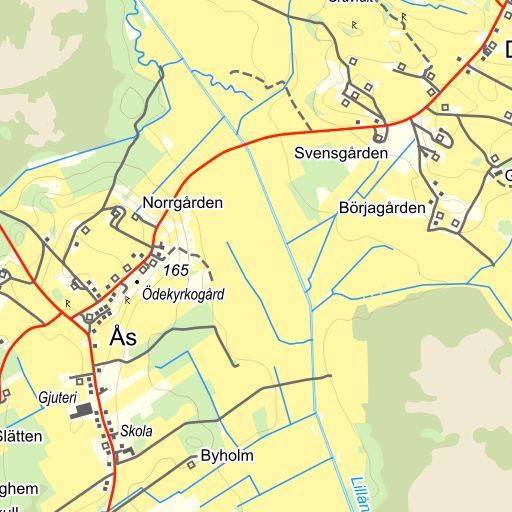 D
Svensgården
G
Norrgården
Börjagården
165
Ödekyrkogård
Ås
Gjuteri
Slätten
Skola
Byholm
Lillån